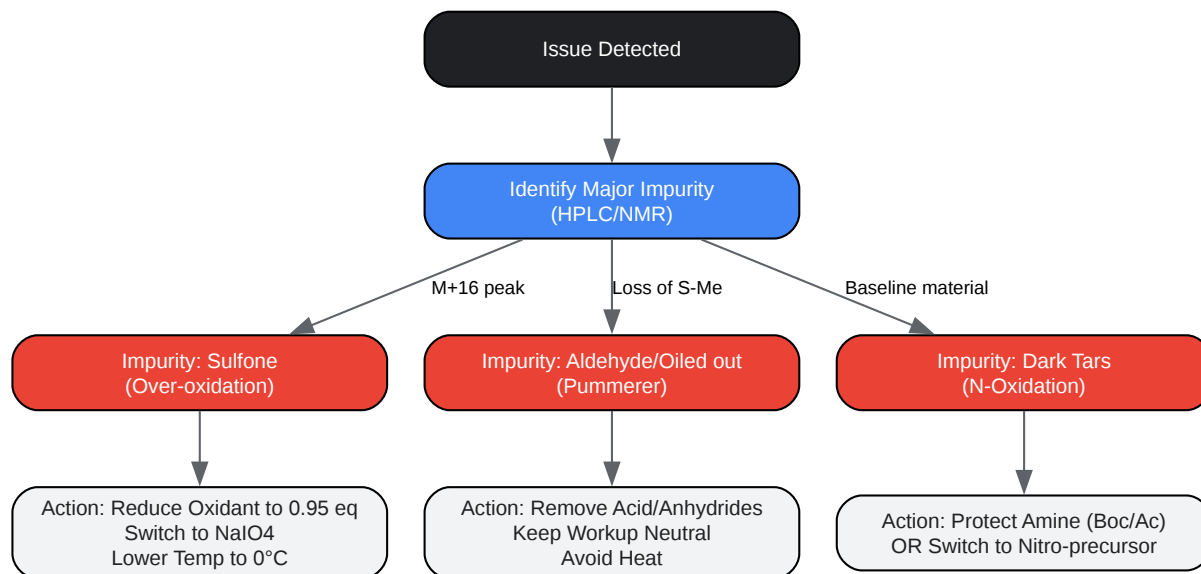 Issue Detected
Identify Major Impurity
(HPLC/NMR)
M+16 peak
Loss of S-Me
Baseline material
Impurity: Sulfone
(Over-oxidation)
Impurity: Aldehyde/Oiled out
(Pummerer)
Impurity: Dark Tars
(N-Oxidation)
Action: Reduce Oxidant to 0.95 eq
Switch to NaIO4
Lower Temp to 0°C
Action: Remove Acid/Anhydrides
Keep Workup Neutral
Avoid Heat
Action: Protect Amine (Boc/Ac)
OR Switch to Nitro-precursor